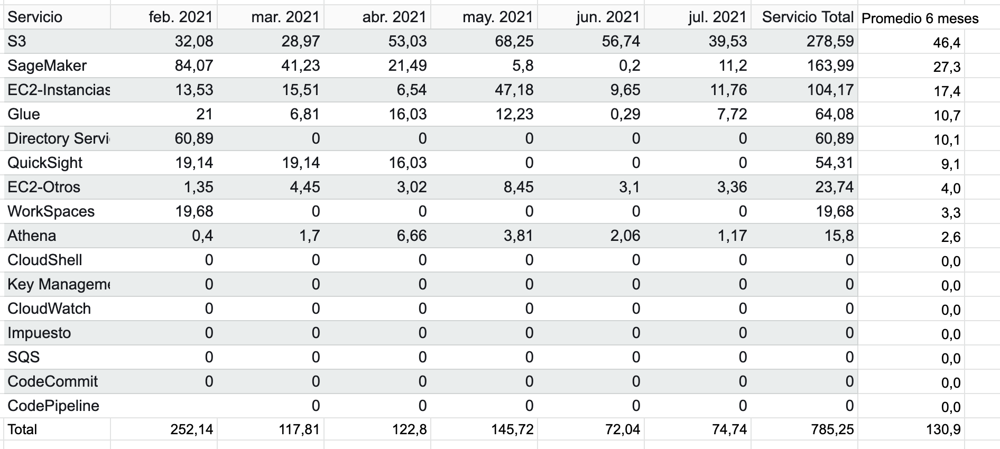 Servicio feb. 2021 mar. 2021 abr. 2021 may. 2021 jun. 2021 jul. 2021 Servicio Total Promedio 6 meses
S3 32,08 28,97 53,03 68,25 56,74 39,53 278,59 46,4
SageMaker 84,07 41,23 21,49 5,8 0,2 11,2 163,99 27,3
EC2-Instancias 13,53 15,51 6,54 47,18 9,65 11,76 104,17 17,4
Glue 21 6,81 16,03 12,23 0,29 7,72 64,08 10,7
Directory Servi 60,89 0 0 0 0 0 60,89 10,1
QuickSight 19,14 19,14 16,03 0 0 0 54,31 9,1
EC2-Otros 1,35 4,45 3,02 8,45 3,1 3,36 23,74 4,0
WorkSpaces 19,68 0 0 0 0 0 19,68 3,3
Athena 0,4 1,7 6,66 3,81 2,06 1,17 15,8 2,6
CloudShell 0 0 0 0 0 0 0 0,0
Key Manageme 0 0 0 0 0 0 0 0,0
CloudWatch 0 0 0 0 0 0 0 0,0
Impuesto 0 0 0 0 0 0 0 0,0
SQS 0 0 0 0 0 0 0 0,0
CodeCommit 0 0 0 0 0 0 0 0,0
CodePipeline 0 0 0 0 0 0 0,0
Total 252,14 117,81 122,8 145,72 72,04 74,74 785,25 130,9